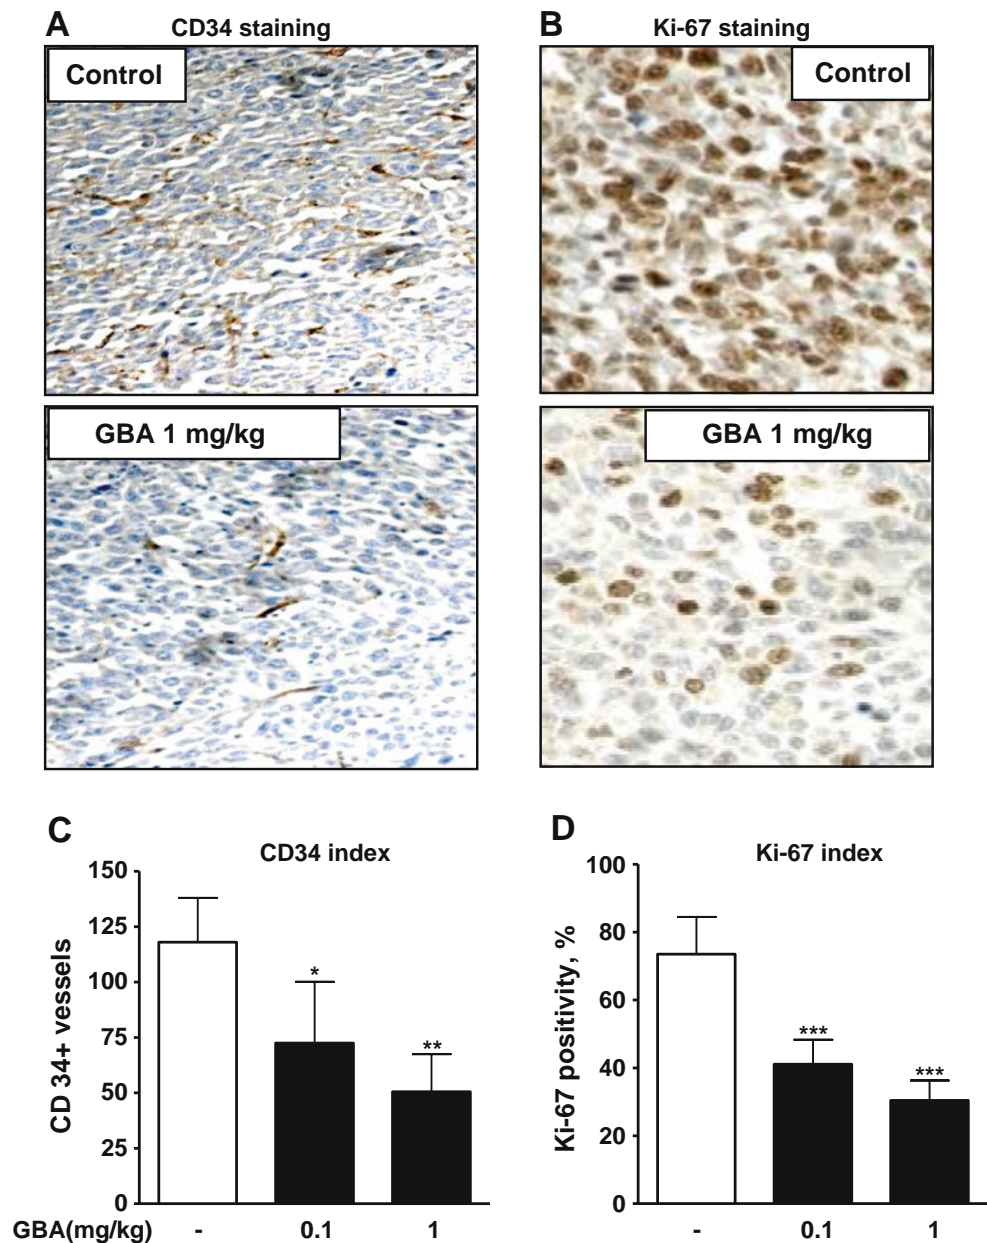 A
CD34 staining
Control
GBA 1 mg/kg
B
Ki-67 staining
Control
GBA 1 mg/kg
C
CD34 index
CD 34+ vessels
150
125
100
75
50
25
0
*
**
GBA(mg/kg) - 0.1 1
D
Ki-67 index
Ki-67 positivity, %
100
80
60
40
20
0
***
***
- 0.1 1